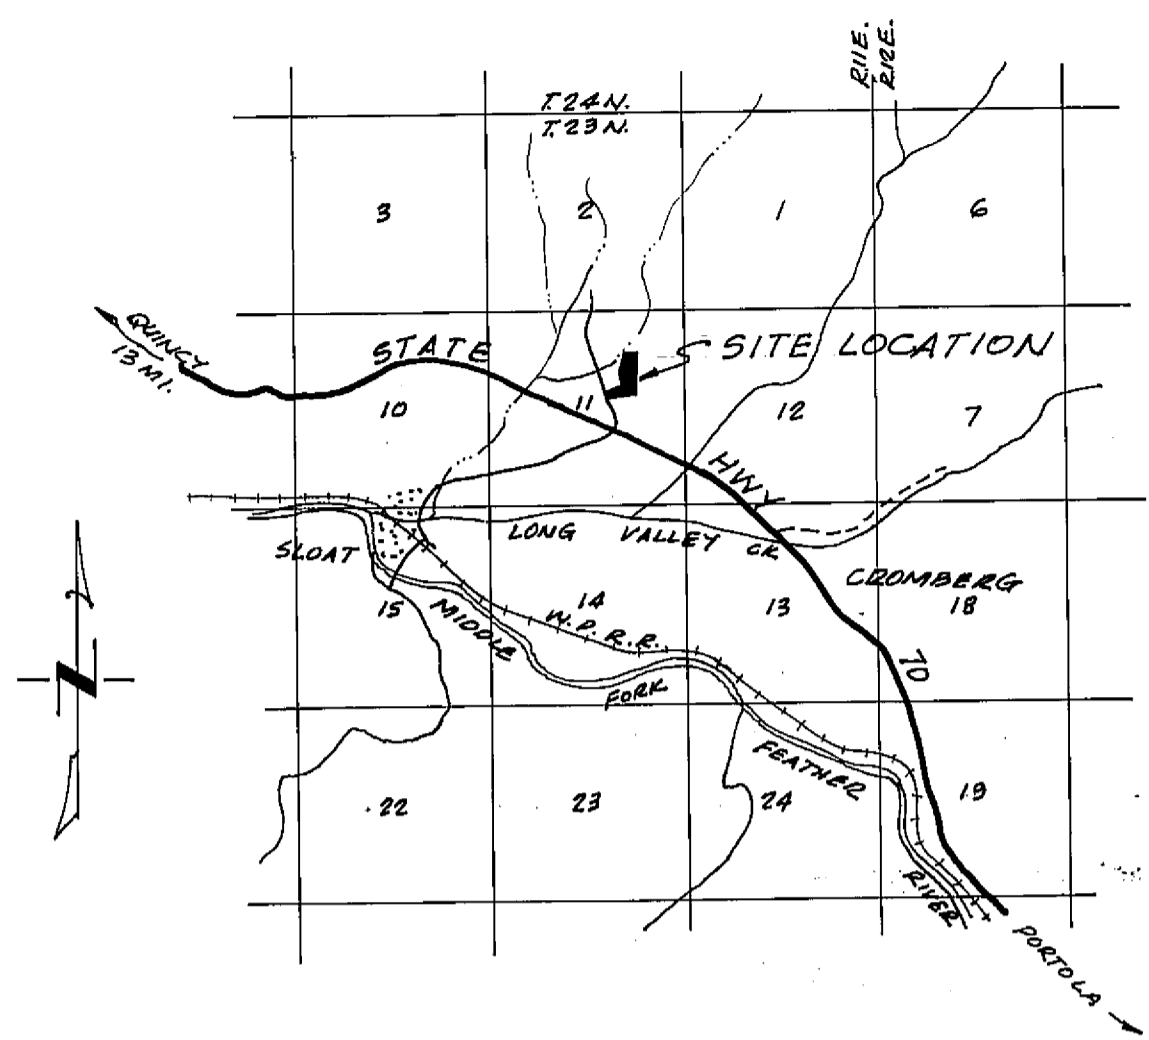 R11E.
R12E.
T.24N.
T.23N.
3
2
1
6
QUINCY
13 MI.
STATE
SITE LOCATION
10
11
12
7
HWY
SLOAT
LONG VALLEY CK
CROMBERG
15
MIDDLE
14
13
18
W.P.R.R.
70
FORK
FEATHER
22
23
24
19
RIVER
PORTOLA
N